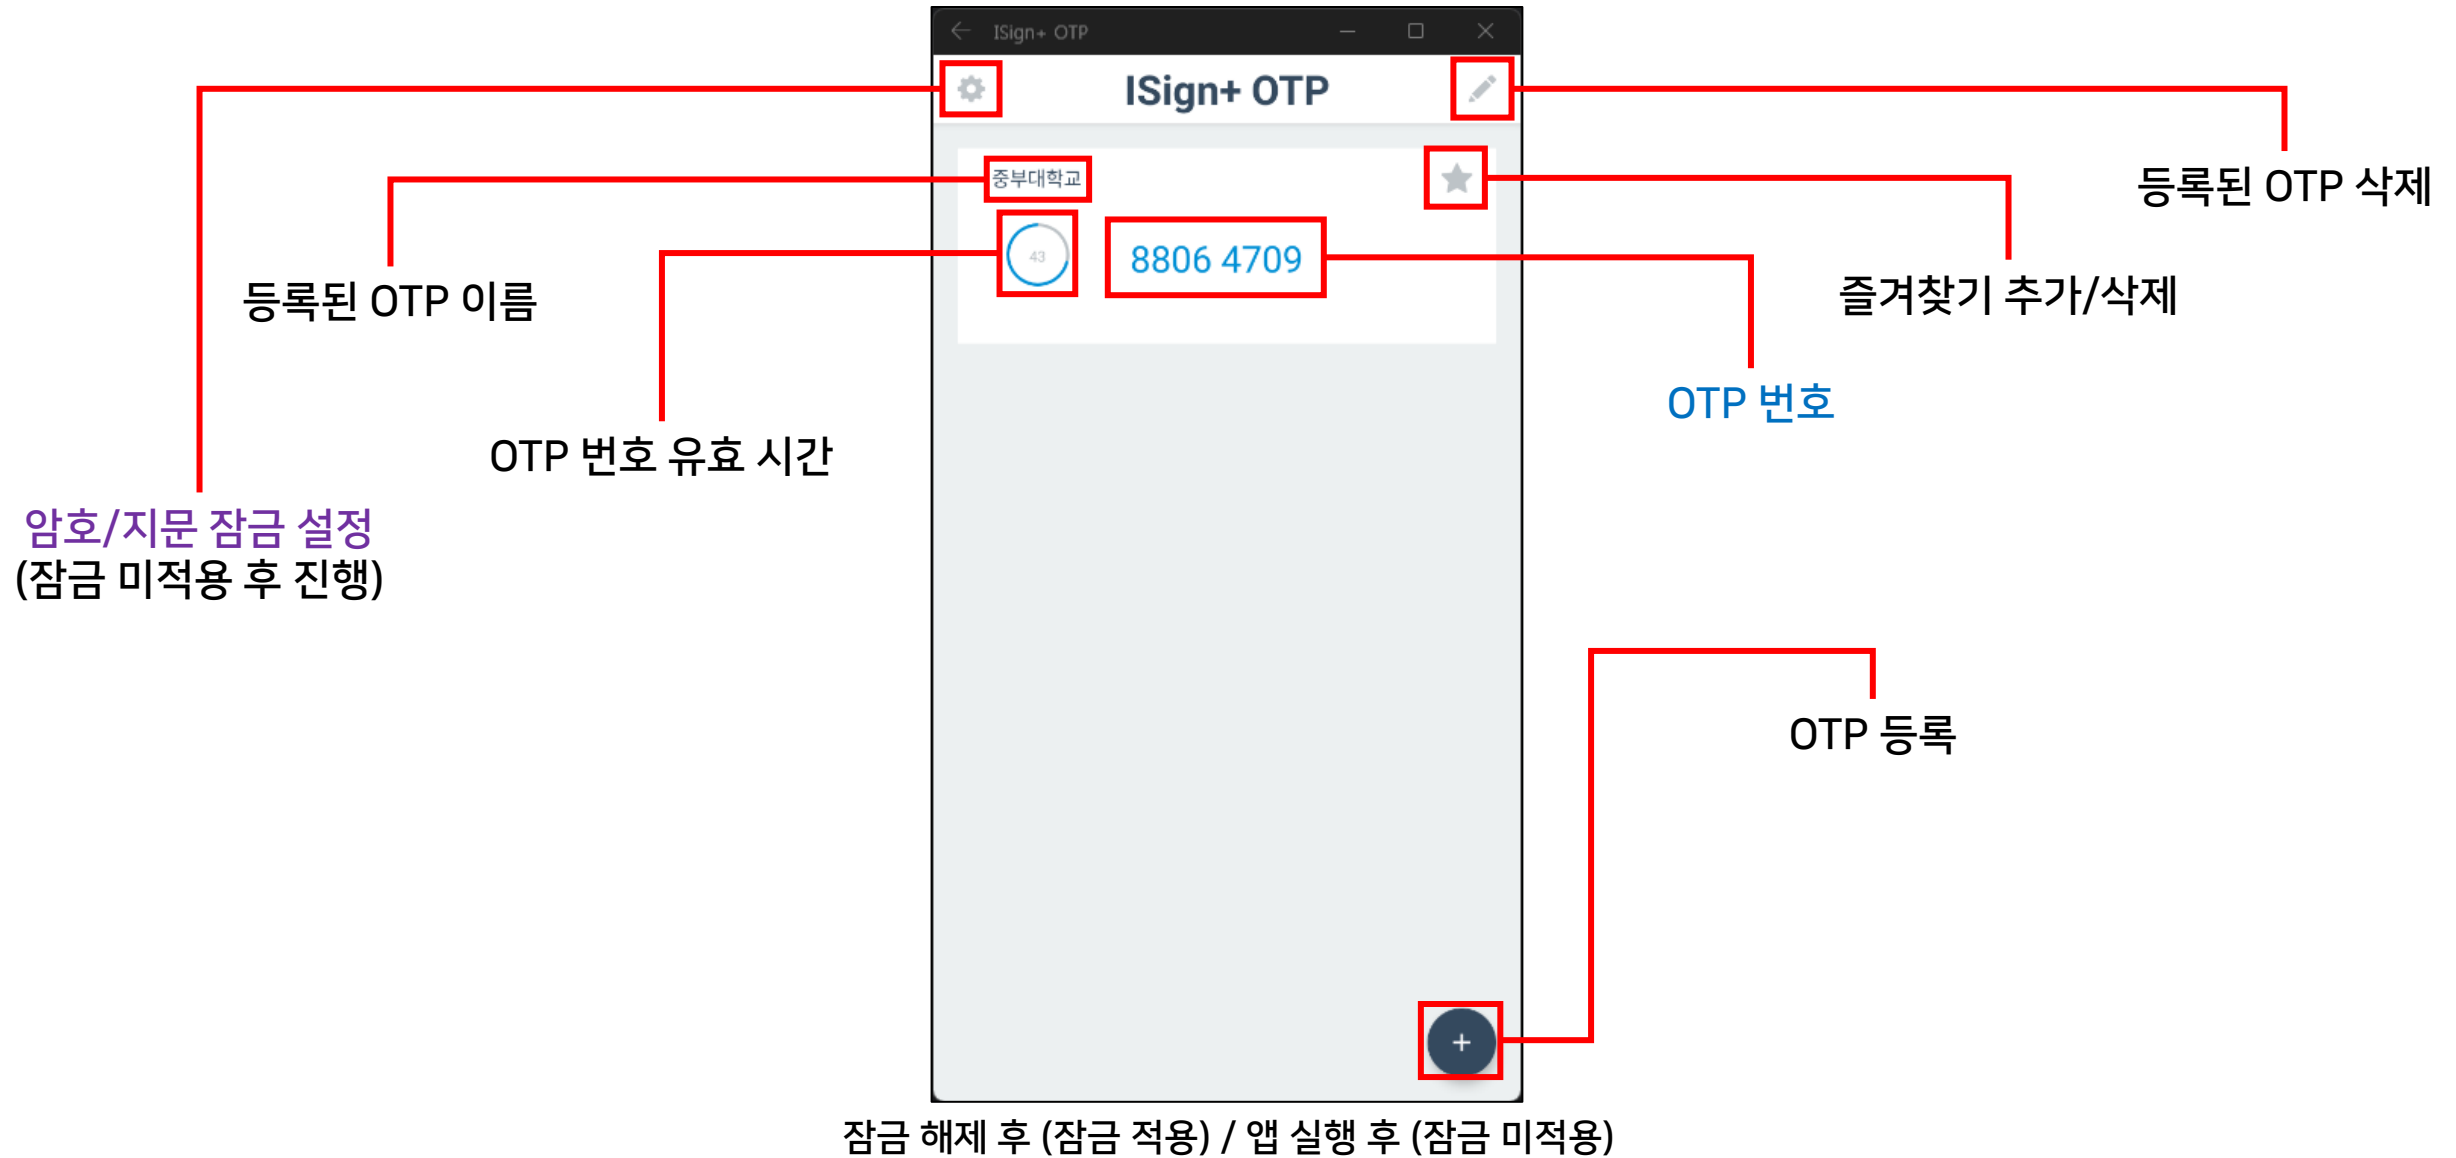 ISign+ OTP
ISign+ OTP
중부대학교
43
8806 4709
등록된 OTP 삭제
등록된 OTP 이름
즐겨찾기 추가/삭제
OTP 번호
OTP 번호 유효 시간
암호/지문 잠금 설정
(잠금 미적용 후 진행)
OTP 등록
+
잠금 해제 후 (잠금 적용) / 앱 실행 후 (잠금 미적용)